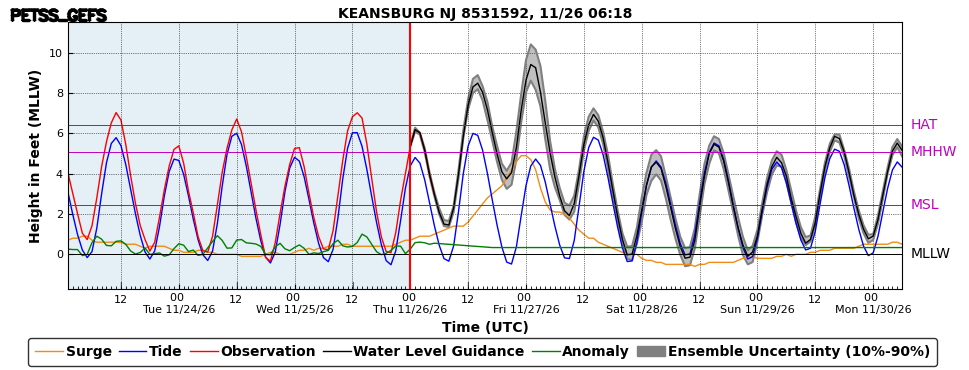 PETSS_GEFS
KEANSBURG NJ 8531592, 11/26 06:18
Height in Feet (MLLW)
10
8
6
4
2
0
HAT
MHHW
MSL
MLLW
12 00 12 00 12 00 12 00 12 00 12 00 12 00
Tue 11/24/26 Wed 11/25/26 Thu 11/26/26 Fri 11/27/26 Sat 11/28/26 Sun 11/29/26 Mon 11/30/26
Time (UTC)
Surge Tide Observation Water Level Guidance Anomaly Ensemble Uncertainty (10%-90%)